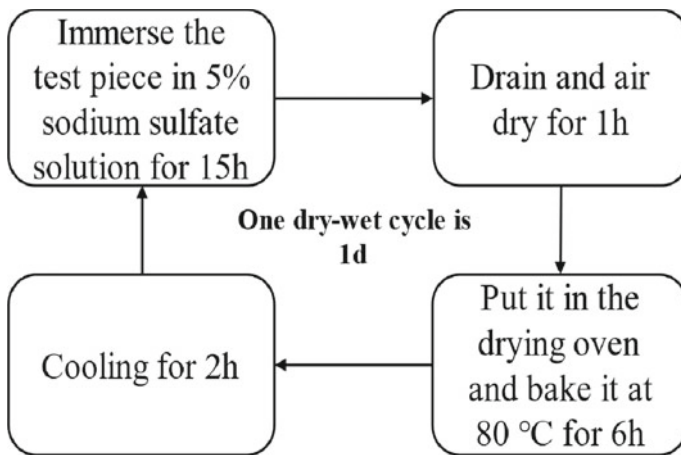 Immerse the
test piece in 5%
sodium sulfate
solution for 15h
Drain and air
dry for 1h
One dry-wet cycle is
1d
Cooling for 2h
Put it in the
drying oven
and bake it at
80 °C for 6h